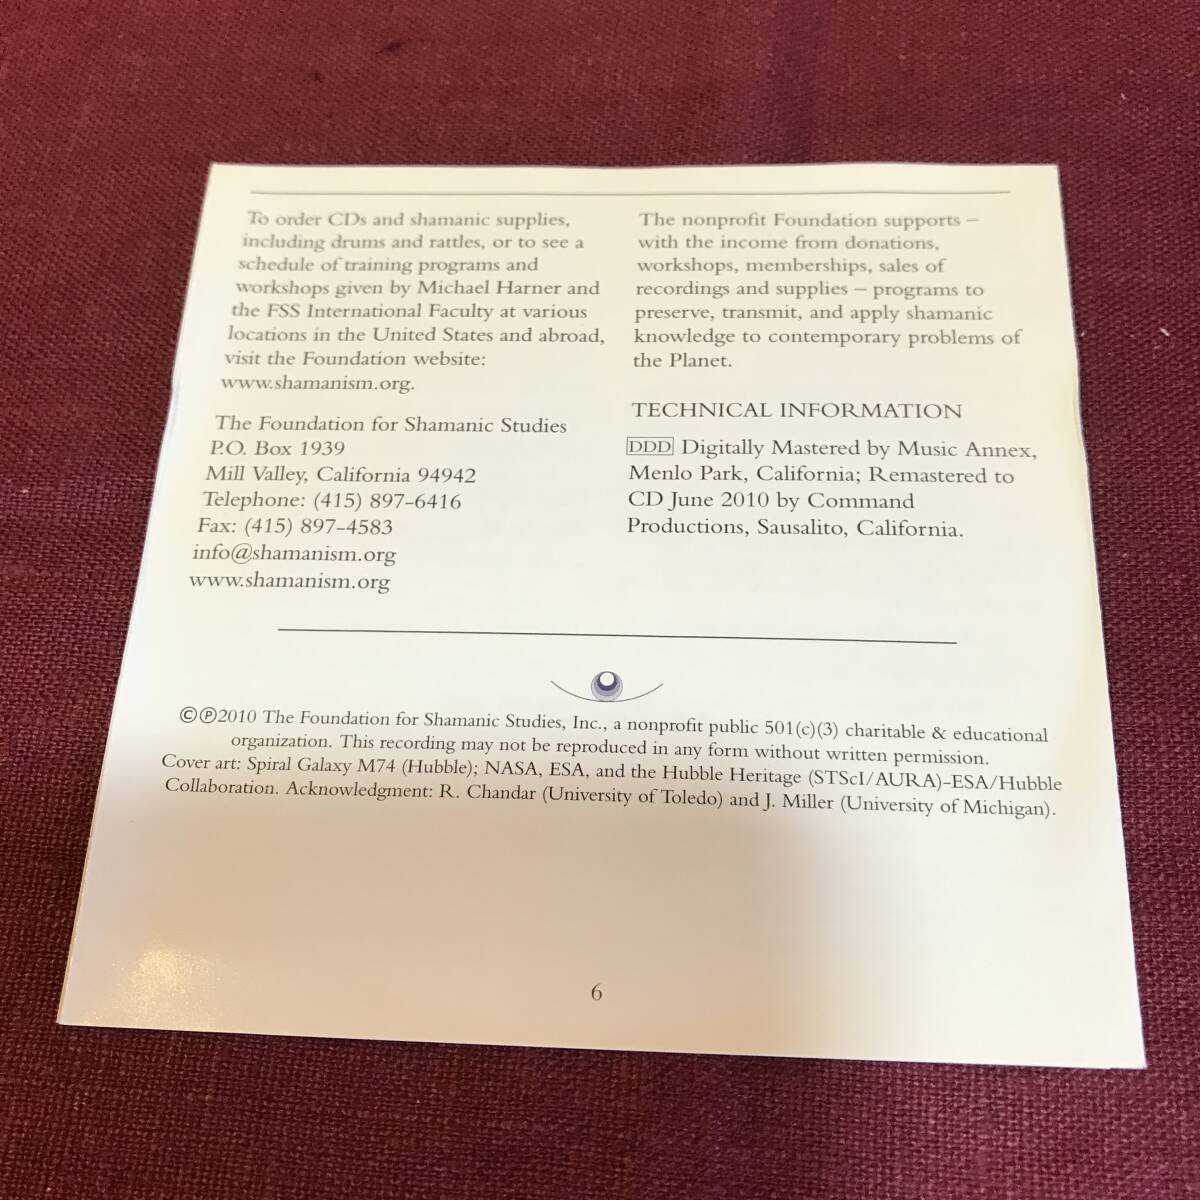 To order CDs and shamanic supplies,
including drums and rattles, or to see a
schedule of training programs and
workshops given by Michael Harner and
the FSS International Faculty at various
locations in the United States and abroad,
visit the Foundation website:
www.shamanism.org.
The Foundation for Shamanic Studies
P.O. Box 1939
Mill Valley, California 94942
Telephone: (415) 897-6416
Fax: (415) 897-4583
info@shamanism.org
www.shamanism.org
The nonprofit Foundation supports –
with the income from donations,
workshops, memberships, sales of
recordings and supplies – programs to
preserve, transmit, and apply shamanic
knowledge to contemporary problems of
the Planet.
TECHNICAL INFORMATION
DDD Digitally Mastered by Music Annex,
Menlo Park, California; Remastered to
CD June 2010 by Command
Productions, Sausalito, California.
©℗2010 The Foundation for Shamanic Studies, Inc., a nonprofit public 501(c)(3) charitable & educational
organization. This recording may not be reproduced in any form without written permission.
Cover art: Spiral Galaxy M74 (Hubble); NASA, ESA, and the Hubble Heritage (STScI/AURA)-ESA/Hubble
Collaboration. Acknowledgment: R. Chandar (University of Toledo) and J. Miller (University of Michigan).
6